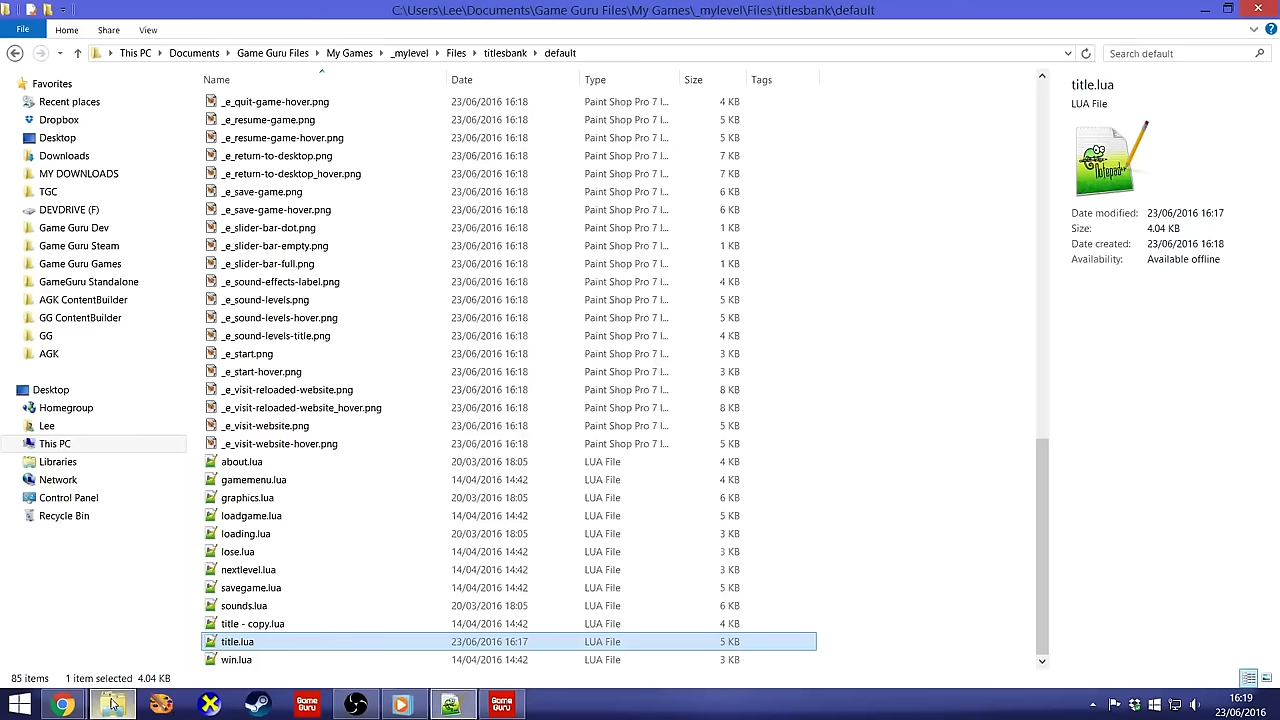 C:\Users\Lee\Documents\Game Guru Files\My Games\_mylevel\Files\titlesbank\default
File Home Share View
This PC Documents Game Guru Files My Games _mylevel Files titlesbank default
Search default
Name Date Type Size Tags
_e_quit-game-hover.png 23/06/2016 16:18 Paint Shop Pro 7 I... 4 KB
_e_resume-game.png 23/06/2016 16:18 Paint Shop Pro 7 I... 5 KB
_e_resume-game-hover.png 23/06/2016 16:18 Paint Shop Pro 7 I... 5 KB
_e_return-to-desktop.png 23/06/2016 16:18 Paint Shop Pro 7 I... 7 KB
_e_return-to-desktop_hover.png 23/06/2016 16:18 Paint Shop Pro 7 I... 7 KB
_e_save-game.png 23/06/2016 16:18 Paint Shop Pro 7 I... 6 KB
_e_save-game-hover.png 23/06/2016 16:18 Paint Shop Pro 7 I... 6 KB
_e_slider-bar-dot.png 23/06/2016 16:18 Paint Shop Pro 7 I... 1 KB
_e_slider-bar-empty.png 23/06/2016 16:18 Paint Shop Pro 7 I... 1 KB
_e_slider-bar-full.png 23/06/2016 16:18 Paint Shop Pro 7 I... 1 KB
_e_sound-effects-label.png 23/06/2016 16:18 Paint Shop Pro 7 I... 4 KB
_e_sound-levels.png 23/06/2016 16:18 Paint Shop Pro 7 I... 5 KB
_e_sound-levels-hover.png 23/06/2016 16:18 Paint Shop Pro 7 I... 5 KB
_e_sound-levels-title.png 23/06/2016 16:18 Paint Shop Pro 7 I... 4 KB
_e_start.png 23/06/2016 16:18 Paint Shop Pro 7 I... 3 KB
_e_start-hover.png 23/06/2016 16:18 Paint Shop Pro 7 I... 3 KB
_e_visit-reloaded-website.png 23/06/2016 16:18 Paint Shop Pro 7 I... 8 KB
_e_visit-reloaded-website_hover.png 23/06/2016 16:18 Paint Shop Pro 7 I... 8 KB
_e_visit-website.png 23/06/2016 16:18 Paint Shop Pro 7 I... 5 KB
_e_visit-website-hover.png 23/06/2016 16:18 Paint Shop Pro 7 I... 5 KB
about.lua 20/03/2016 18:05 LUA File 4 KB
gamemenu.lua 14/04/2016 14:42 LUA File 4 KB
graphics.lua 20/03/2016 18:05 LUA File 6 KB
loadgame.lua 14/04/2016 14:42 LUA File 5 KB
loading.lua 20/03/2016 18:05 LUA File 3 KB
lose.lua 14/04/2016 14:42 LUA File 3 KB
nextlevel.lua 14/04/2016 14:42 LUA File 3 KB
savegame.lua 14/04/2016 14:42 LUA File 5 KB
sounds.lua 20/03/2016 18:05 LUA File 6 KB
title - copy.lua 14/04/2016 14:42 LUA File 4 KB
title.lua 23/06/2016 16:17 LUA File 5 KB
win.lua 14/04/2016 14:42 LUA File 3 KB
Favorites
Recent places
Dropbox
Desktop
Downloads
MY DOWNLOADS
TGC
DEVDRIVE (F)
Game Guru Dev
Game Guru Steam
Game Guru Games
GameGuru Standalone
AGK ContentBuilder
GG ContentBuilder
GG
AGK
Desktop
Homegroup
Lee
This PC
Libraries
Network
Control Panel
Recycle Bin
title.lua
LUA File
Notepad++
Date modified: 23/06/2016 16:17
Size: 4.04 KB
Date created: 23/06/2016 16:18
Availability: Available offline
85 items 1 item selected 4.04 KB
Game Guru
Game Guru
16:19
23/06/2016